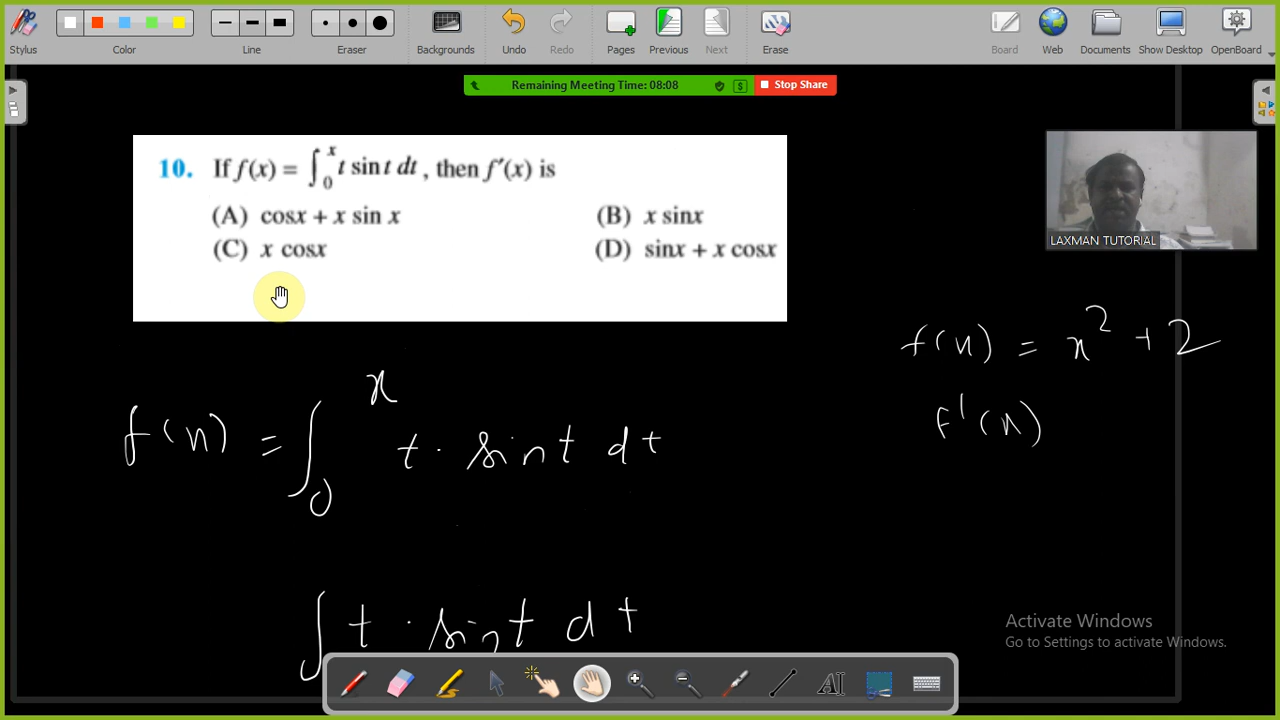 Stylus Color Line Eraser Backgrounds Undo Redo Pages Previous Next Erase Board Web Documents Show Desktop OpenBoard
Remaining Meeting Time: 08:08 Stop Share
10. If f(x) = ∫₀ˣ t sin t dt, then f′(x) is
(A) cosx + x sin x (B) x sinx
(C) x cosx (D) sinx + x cosx
LAXMAN TUTORIAL
f(x) = x² + 2
f'(x)
f(x) = ∫₀ˣ t · sint dt
∫ t · sint dt
Activate Windows
Go to Settings to activate Windows.